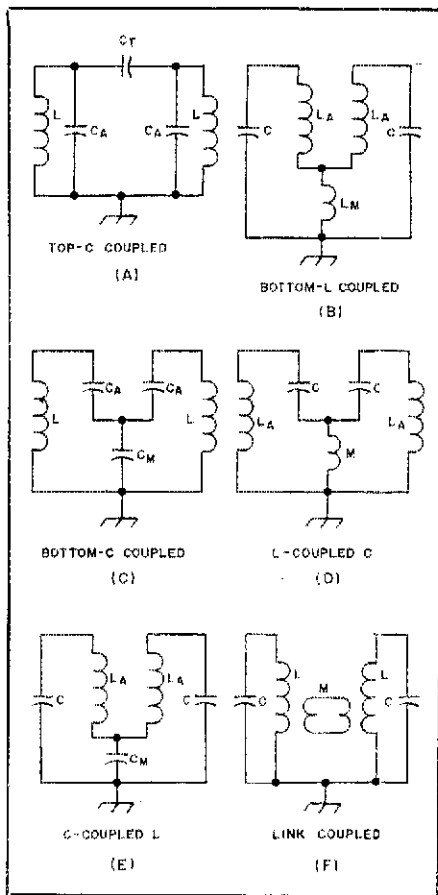 CT
L CA CA L
TOP-C COUPLED
(A)
C LA LA C
LM
BOTTOM-L COUPLED
(B)
CA CA
L L
CM
BOTTOM-C COUPLED
(C)
C C
LA LA
M
L-COUPLED C
(D)
C LA LA C
CM
C-COUPLED L
(E)
C L M L C
LINK COUPLED
(F)